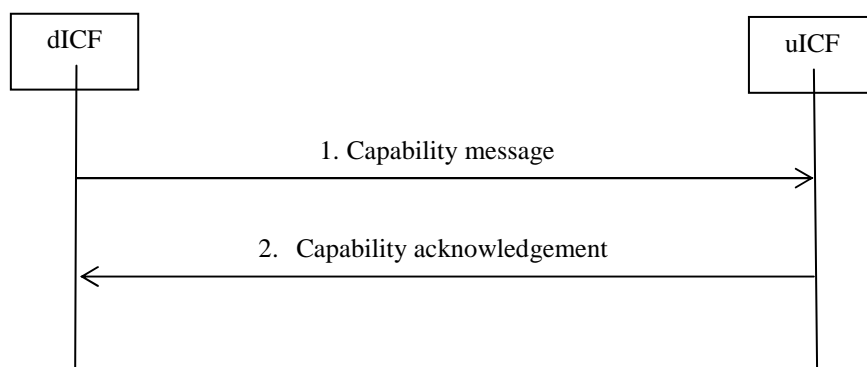 dICF
uICF
1. Capability message
2. Capability acknowledgement